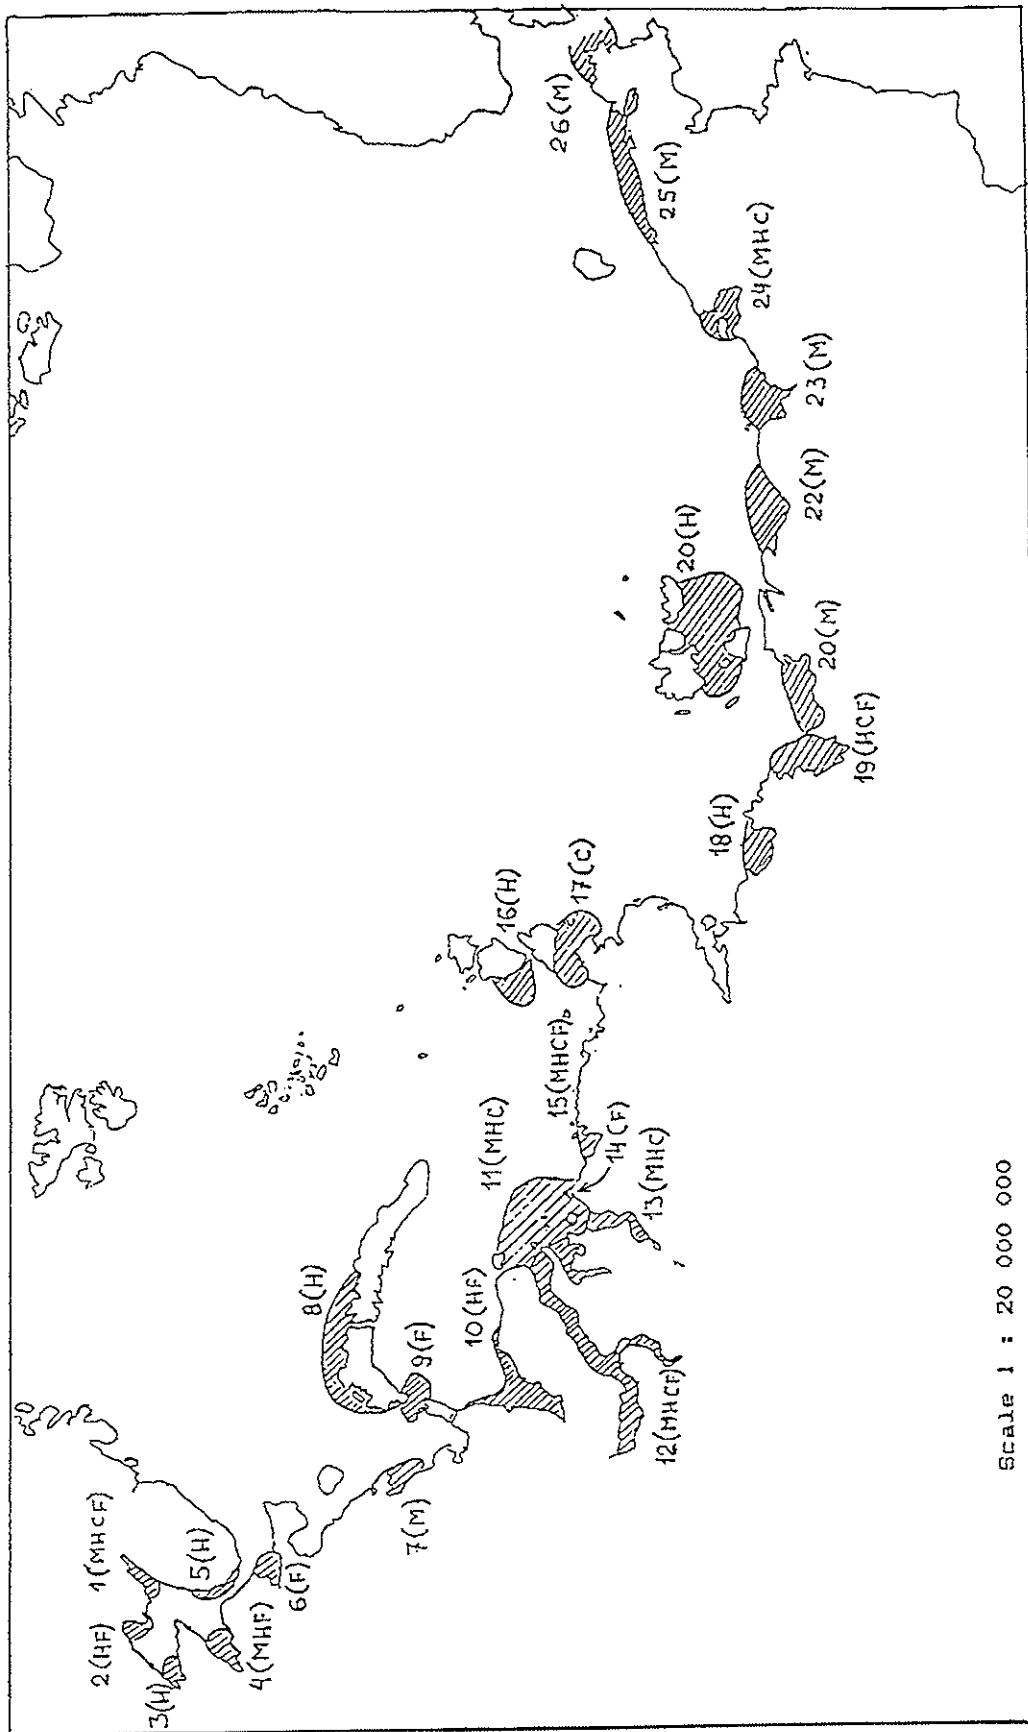 1(MHCF)
2(HF)
3(H)
4(MHF)
5(H)
6(F)
7(M)
8(H)
9(F)
10(HF)
11(MHC)
12(MHCF)
13(MHC)
14(F)
15(MHCF)
16(H)
17(C)
18(H)
19(HCF)
20(M)
20(H)
22(M)
23(M)
24(MHC)
25(M)
26(M)
Scale 1 : 20 000 000